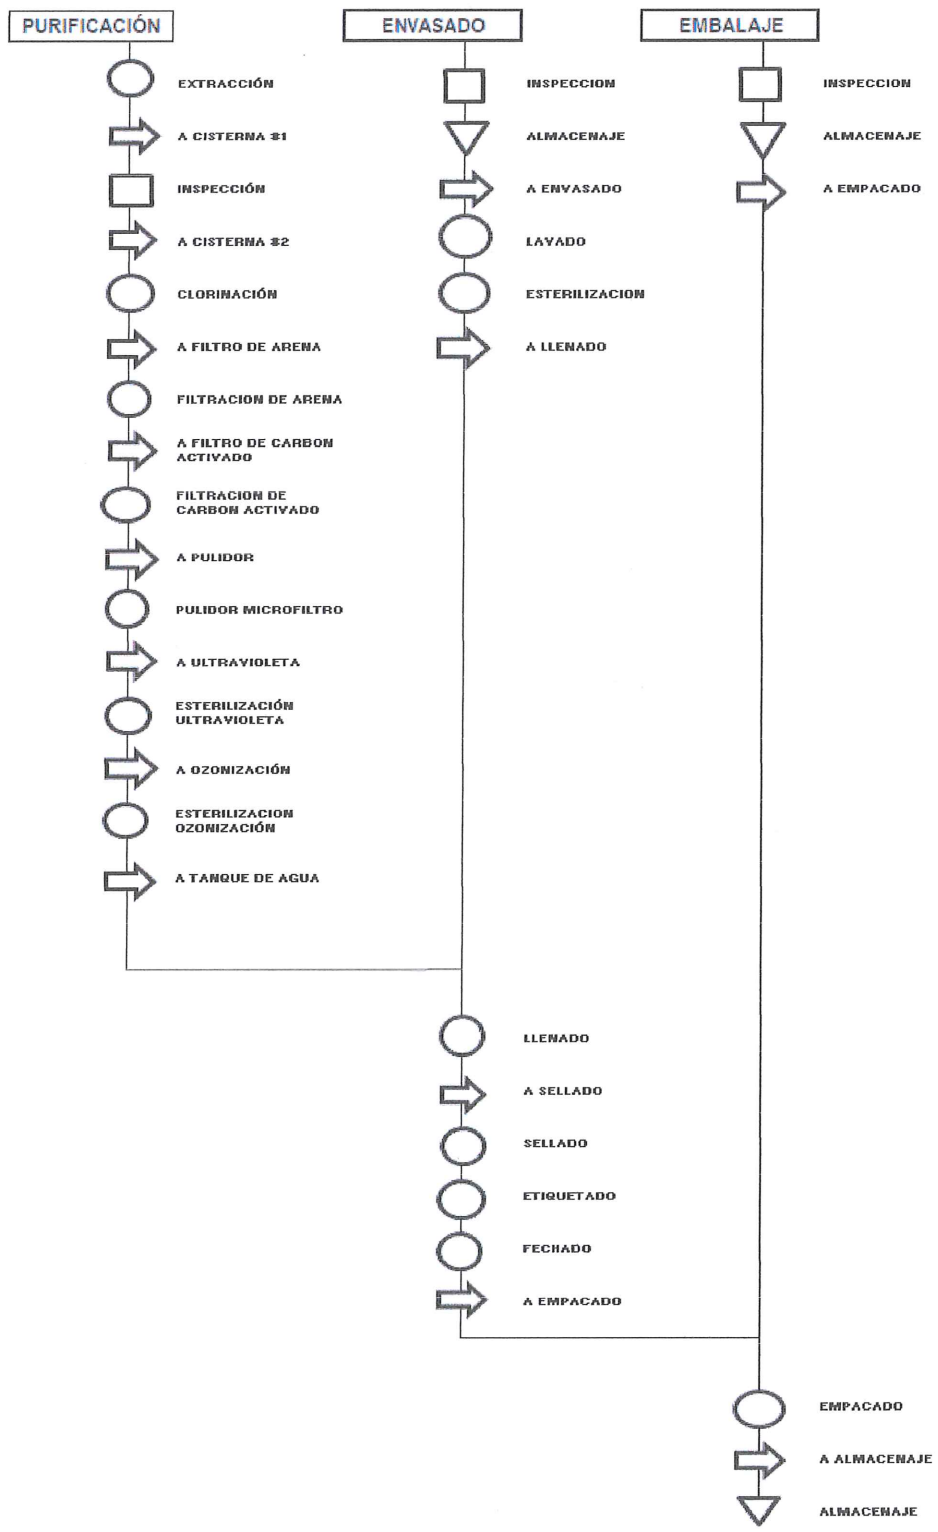 PURIFICACIÓN
EXTRACCIÓN
A CISTERNA #1
INSPECCIÓN
A CISTERNA #2
CLORINACIÓN
A FILTRO DE ARENA
FILTRACION DE ARENA
A FILTRO DE CARBON
ACTIVADO
FILTRACION DE
CARBON ACTIVADO
A PULIDOR
PULIDOR MICROFILTRO
A ULTRAVIOLETA
ESTERILIZACIÓN
ULTRAVIOLETA
A OZONIZACIÓN
ESTERILIZACION
OZONIZACIÓN
A TANQUE DE AGUA
ENVASADO
INSPECCION
ALMACENAJE
A ENVASADO
LAVADO
ESTERILIZACION
A LLENADO
LLENADO
A SELLADO
SELLADO
ETIQUETADO
FECHADO
A EMPACADO
EMBALAJE
INSPECCION
ALMACENAJE
A EMPACADO
EMPACADO
A ALMACENAJE
ALMACENAJE